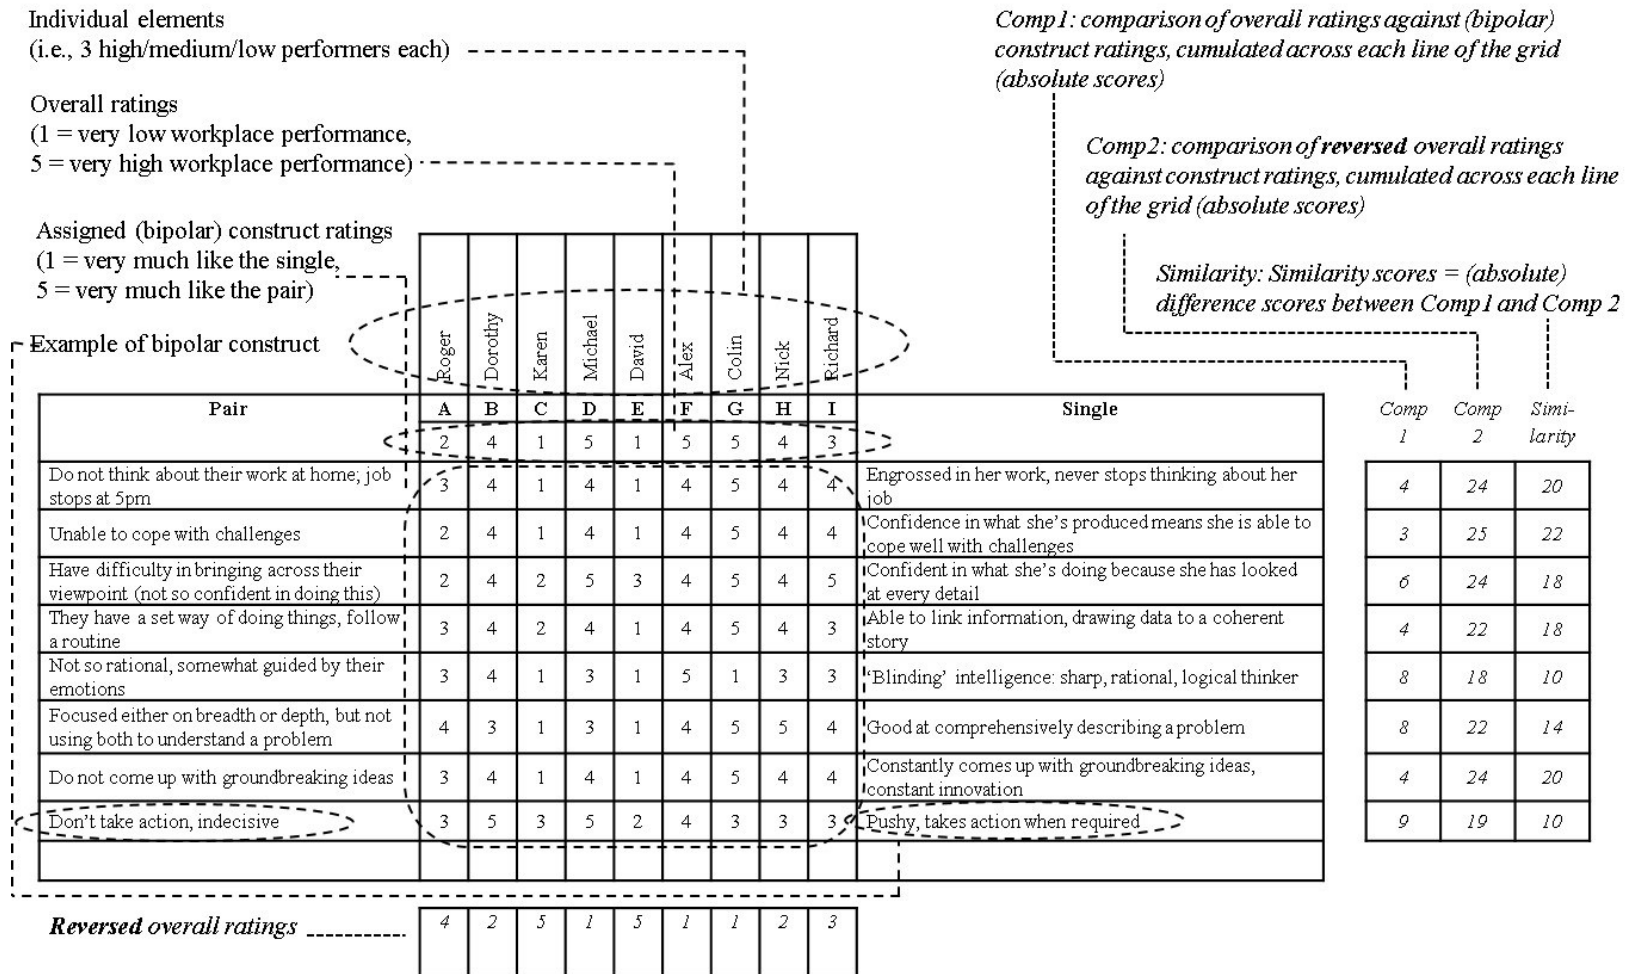 Individual elements
(i.e., 3 high/medium/low performers each)
Overall ratings
(1 = very low workplace performance,
5 = very high workplace performance)
Assigned (bipolar) construct ratings
(1 = very much like the single,
5 = very much like the pair)
Example of bipolar construct
Comp1: comparison of overall ratings against (bipolar)
construct ratings, cumulated across each line of the grid
(absolute scores)
Comp2: comparison of reversed overall ratings
against construct ratings, cumulated across each line
of the grid (absolute scores)
Similarity: Similarity scores = (absolute)
difference scores between Comp1 and Comp 2
Roger Dorothy Karen Michael David Alex Colin Nick Richard
Pair A B C D E F G H I Single Comp 1 Comp 2 Simi-
larity
2 4 1 5 1 5 5 4 3
Do not think about their work at home; job
stops at 5pm
3 4 1 4 1 4 5 4 4
Engrossed in her work, never stops thinking about her
job
4 24 20
Unable to cope with challenges
2 4 1 4 1 4 5 4 4
Confidence in what she's produced means she is able to
cope well with challenges
3 25 22
Have difficulty in bringing across their
viewpoint (not so confident in doing this)
2 4 2 5 3 4 5 4 5
Confident in what she's doing because she has looked
at every detail
6 24 18
They have a set way of doing things, follow
a routine
3 4 2 4 1 4 5 4 3
Able to link information, drawing data to a coherent
story
4 22 18
Not so rational, somewhat guided by their
emotions
3 4 1 3 1 5 1 3 3
'Blinding' intelligence: sharp, rational, logical thinker
8 18 10
Focused either on breadth or depth, but not
using both to understand a problem
4 3 1 3 1 4 5 5 4
Good at comprehensively describing a problem
8 22 14
Do not come up with groundbreaking ideas
3 4 1 4 1 4 5 4 4
Constantly comes up with groundbreaking ideas,
constant innovation
4 24 20
Don't take action, indecisive
3 5 3 5 2 4 3 3 3
Pushy, takes action when required
9 19 10
Reversed overall ratings
4 2 5 1 5 1 1 2 3